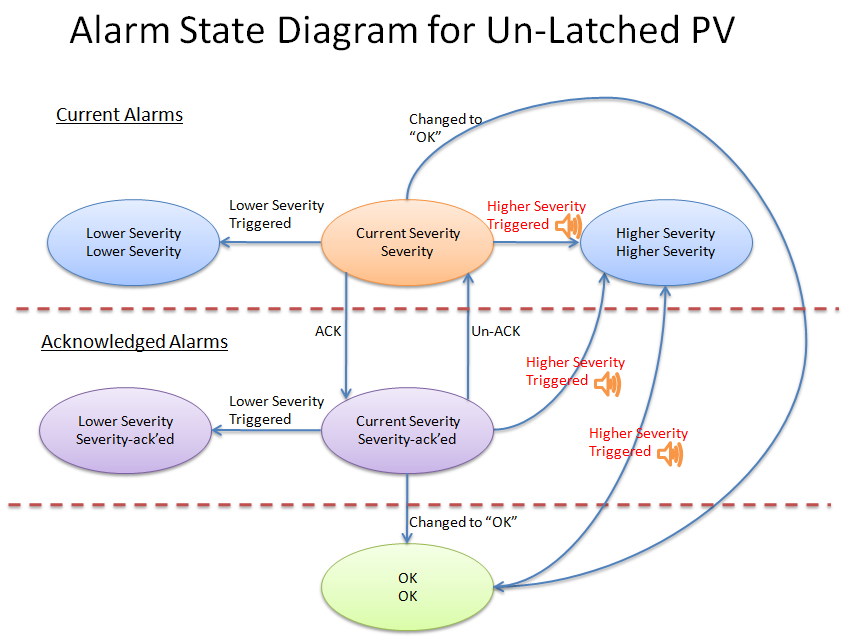 Alarm State Diagram for Un-Latched PV
Current Alarms
Changed to
“OK”
Lower Severity
Triggered
Higher Severity
Triggered
Lower Severity
Lower Severity
Current Severity
Severity
Higher Severity
Higher Severity
ACK
Un-ACK
Acknowledged Alarms
Higher Severity
Triggered
Lower Severity
Triggered
Lower Severity
Severity-ack’ed
Current Severity
Severity-ack’ed
Higher Severity
Triggered
Changed to “OK”
OK
OK